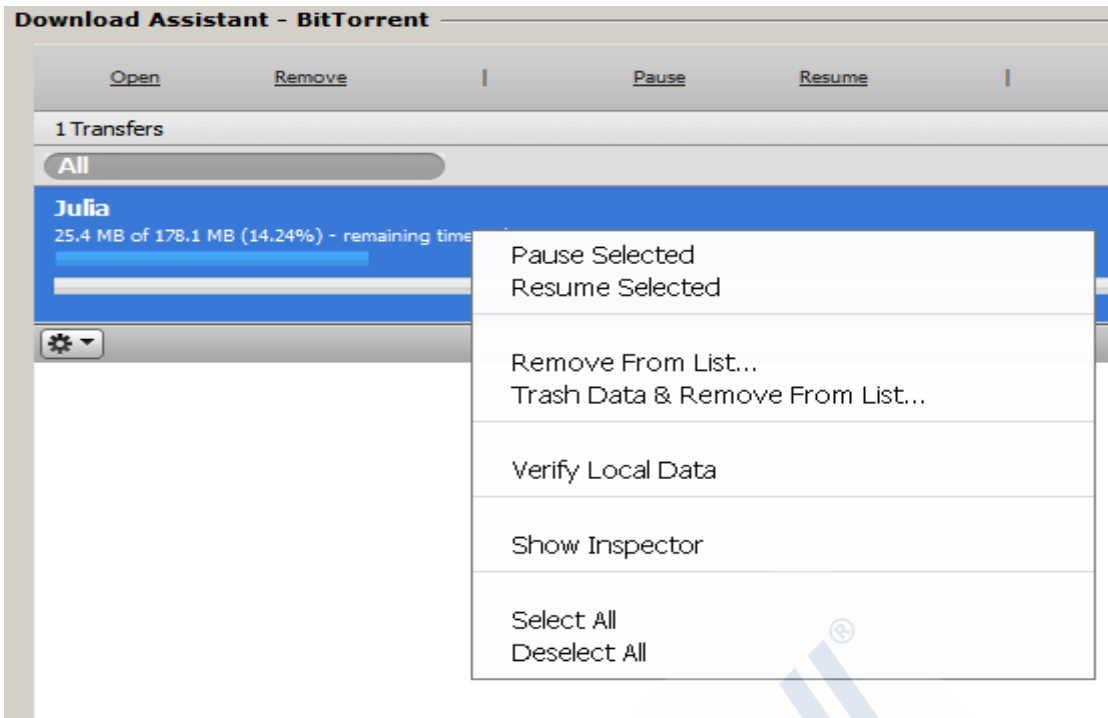 Download Assistant - BitTorrent
Open Remove | Pause Resume |
1 Transfers
All
Julia
25.4 MB of 178.1 MB (14.24%) - remaining time
Pause Selected
Resume Selected
Remove From List...
Trash Data & Remove From List...
Verify Local Data
Show Inspector
Select All
Deselect All
®